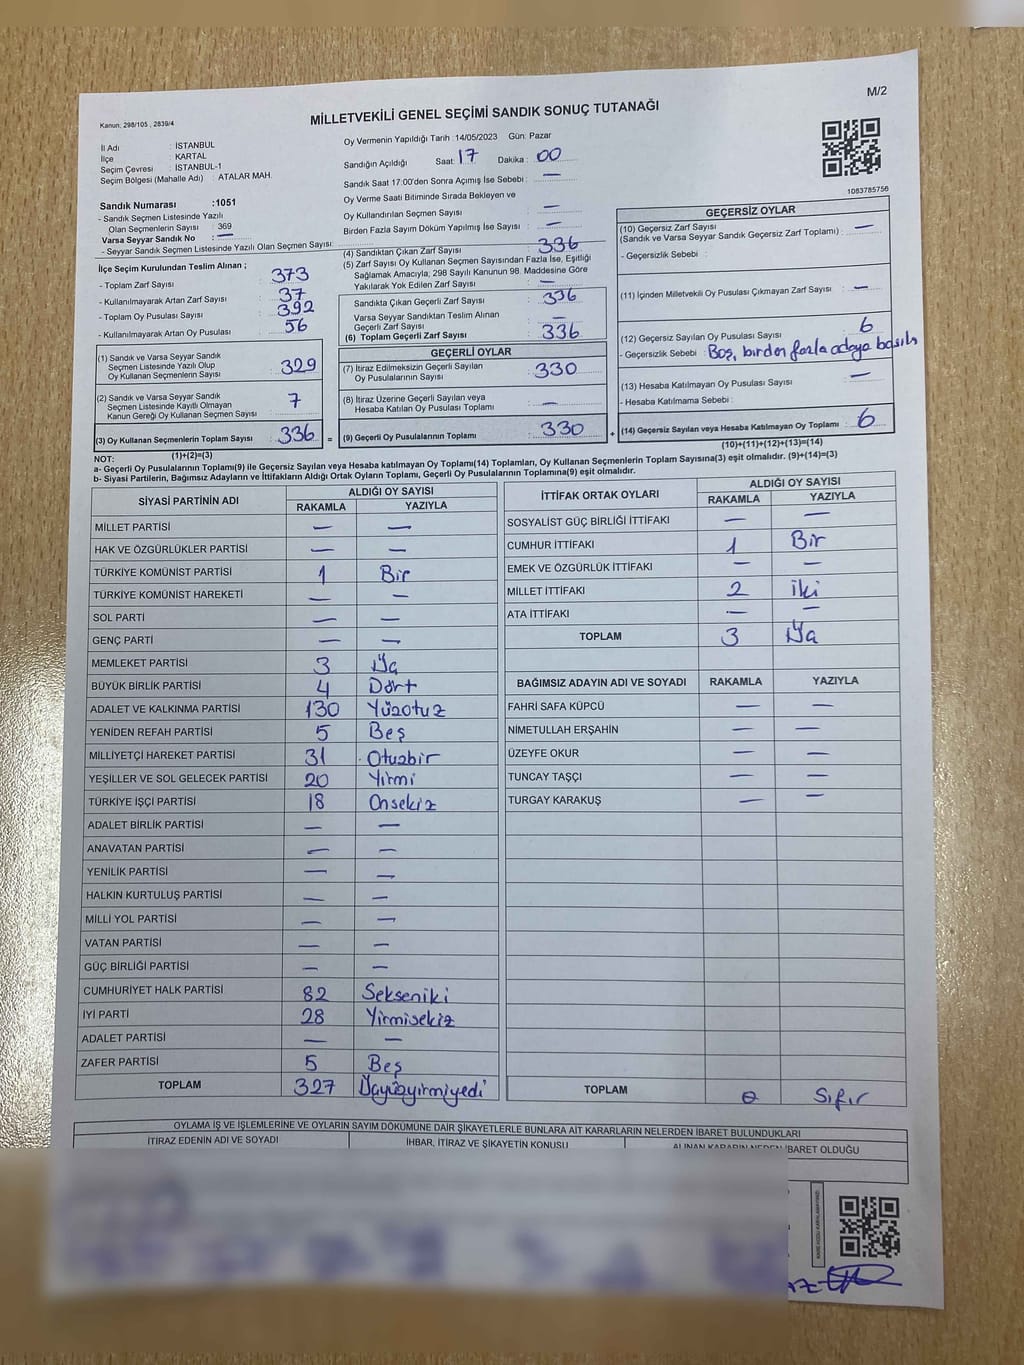 M/2
Kanun: 298/105 , 2839/4
MİLLETVEKİLİ GENEL SEÇİMİ SANDIK SONUÇ TUTANAĞI
İl Adı : İSTANBUL
İlçe : KARTAL
Seçim Çevresi : İSTANBUL-1
Seçim Bölgesi (Mahalle Adı) : ATALAR MAH.
Oy Vermenin Yapıldığı Tarih :14/05/2023 Gün: Pazar
Sandığın Açıldığı Saat: 17 Dakika : 00
Sandık Saat 17:00'den Sonra Açımış İse Sebebi : —
Oy Verme Saati Bitiminde Sırada Bekleyen ve
Oy Kullandırılan Seçmen Sayısı : —
Birden Fazla Sayım Döküm Yapılmış İse Sayısı : —
1083785756
Sandık Numarası :1051
- Sandık Seçmen Listesinde Yazılı
Olan Seçmenlerin Sayısı : 369
Varsa Seyyar Sandık No : —
- Seyyar Sandık Seçmen Listesinde Yazılı Olan Seçmen Sayısı:
İlçe Seçim Kurulundan Teslim Alınan ;
- Toplam Zarf Sayısı : 373
- Kullanılmayarak Artan Zarf Sayısı : 37
- Toplam Oy Pusulası Sayısı : 392
- Kullanılmayarak Artan Oy Pusulası : 56
(1) Sandık ve Varsa Seyyar Sandık
Seçmen Listesinde Yazılı Olup
Oy Kullanan Seçmenlerin Sayısı : 329
(2) Sandık ve Varsa Seyyar Sandık
Seçmen Listesinde Kayıtlı Olmayan
Kanun Gereği Oy Kullanan Seçmen Sayısı : 7
(3) Oy Kullanan Seçmenlerin Toplam Sayısı : 336 =
(1)+(2)=(3)
(4) Sandıktan Çıkan Zarf Sayısı : 336
(5) Zarf Sayısı Oy Kullanan Seçmen Sayısından Fazla İse, Eşitliği
Sağlamak Amacıyla, 298 Sayılı Kanunun 98. Maddesine Göre
Yakılarak Yok Edilen Zarf Sayısı : —
Sandıkta Çıkan Geçerli Zarf Sayısı : 336
Varsa Seyyar Sandıktan Teslim Alınan
Geçerli Zarf Sayısı : —
(6) Toplam Geçerli Zarf Sayısı : 336
GEÇERLİ OYLAR
(7) İtiraz Edilmeksizin Geçerli Sayılan
Oy Pusulalarının Sayısı : 330
(8) İtiraz Üzerine Geçerli Sayılan veya
Hesaba Katılan Oy Pusulası Toplamı : —
(9) Geçerli Oy Pusulalarının Toplamı : 330 +
GEÇERSİZ OYLAR
(10) Geçersiz Zarf Sayısı : —
(Sandık ve Varsa Seyyar Sandık Geçersiz Zarf Toplamı)
- Geçersizlik Sebebi :
(11) İçinden Milletvekili Oy Pusulası Çıkmayan Zarf Sayısı : —
(12) Geçersiz Sayılan Oy Pusulası Sayısı : 6
- Geçersizlik Sebebi : Boş, birden fazla adaya basılı
(13) Hesaba Katılmayan Oy Pusulası Sayısı : —
- Hesaba Katılmama Sebebi :
(14) Geçersiz Sayılan veya Hesaba Katılmayan Oy Toplamı : 6
(10)+(11)+(12)+(13)=(14)
NOT:
a- Geçerli Oy Pusulalarının Toplamı(9) ile Geçersiz Sayılan veya Hesaba katılmayan Oy Toplamı(14) Toplamları, Oy Kullanan Seçmenlerin Toplam Sayısına(3) eşit olmalıdır. (9)+(14)=(3)
b- Siyasi Partilerin, Bağımsız Adayların ve İttifakların Aldığı Ortak Oyların Toplamı, Geçerli Oy Pusulalarının Toplamına(9) eşit olmalıdır.
SİYASİ PARTİNİN ADI ALDIĞI OY SAYISI
RAKAMLA YAZIYLA
MİLLET PARTİSİ — —
HAK VE ÖZGÜRLÜKLER PARTİSİ — —
TÜRKİYE KOMÜNİST PARTİSİ 1 Bir
TÜRKİYE KOMÜNİST HAREKETİ — —
SOL PARTİ — —
GENÇ PARTİ — —
MEMLEKET PARTİSİ 3 Üç
BÜYÜK BİRLİK PARTİSİ 4 Dört
ADALET VE KALKINMA PARTİSİ 130 Yüzotuz
YENİDEN REFAH PARTİSİ 5 Beş
MİLLİYETÇİ HAREKET PARTİSİ 31 Otuzbir
YEŞİLLER VE SOL GELECEK PARTİSİ 20 Yirmi
TÜRKİYE İŞÇİ PARTİSİ 18 Onsekiz
ADALET BİRLİK PARTİSİ — —
ANAVATAN PARTİSİ — —
YENİLİK PARTİSİ — —
HALKIN KURTULUŞ PARTİSİ — —
MİLLİ YOL PARTİSİ — —
VATAN PARTİSİ — —
GÜÇ BİRLİĞİ PARTİSİ — —
CUMHURİYET HALK PARTİSİ 82 Sekseniki
İYİ PARTİ 28 Yirmisekiz
ADALET PARTİSİ — —
ZAFER PARTİSİ 5 Beş
TOPLAM 327 Üçyüzyirmiyedi
İTTİFAK ORTAK OYLARI ALDIĞI OY SAYISI
RAKAMLA YAZIYLA
SOSYALİST GÜÇ BİRLİĞİ İTTİFAKI — —
CUMHUR İTTİFAKI 1 Bir
EMEK VE ÖZGÜRLÜK İTTİFAKI — —
MİLLET İTTİFAKI 2 İki
ATA İTTİFAKI — —
TOPLAM 3 Üç
BAĞIMSIZ ADAYIN ADI VE SOYADI RAKAMLA YAZIYLA
FAHRİ SAFA KÜPCÜ — —
NİMETULLAH ERŞAHİN — —
ÜZEYFE OKUR — —
TUNCAY TAŞÇI — —
TURGAY KARAKUŞ — —
TOPLAM 0 Sıfır
OYLAMA İŞ VE İŞLEMLERİNE VE OYLARIN SAYIM DÖKÜMÜNE DAİR ŞİKAYETLERLE BUNLARA AİT KARARLARIN NELERDEN İBARET BULUNDUKLARI
İTİRAZ EDENİN ADI VE SOYADI İHBAR, İTİRAZ VE ŞİKAYETİN KONUSU ALINAN KARARIN NEDEN İBARET OLDUĞU